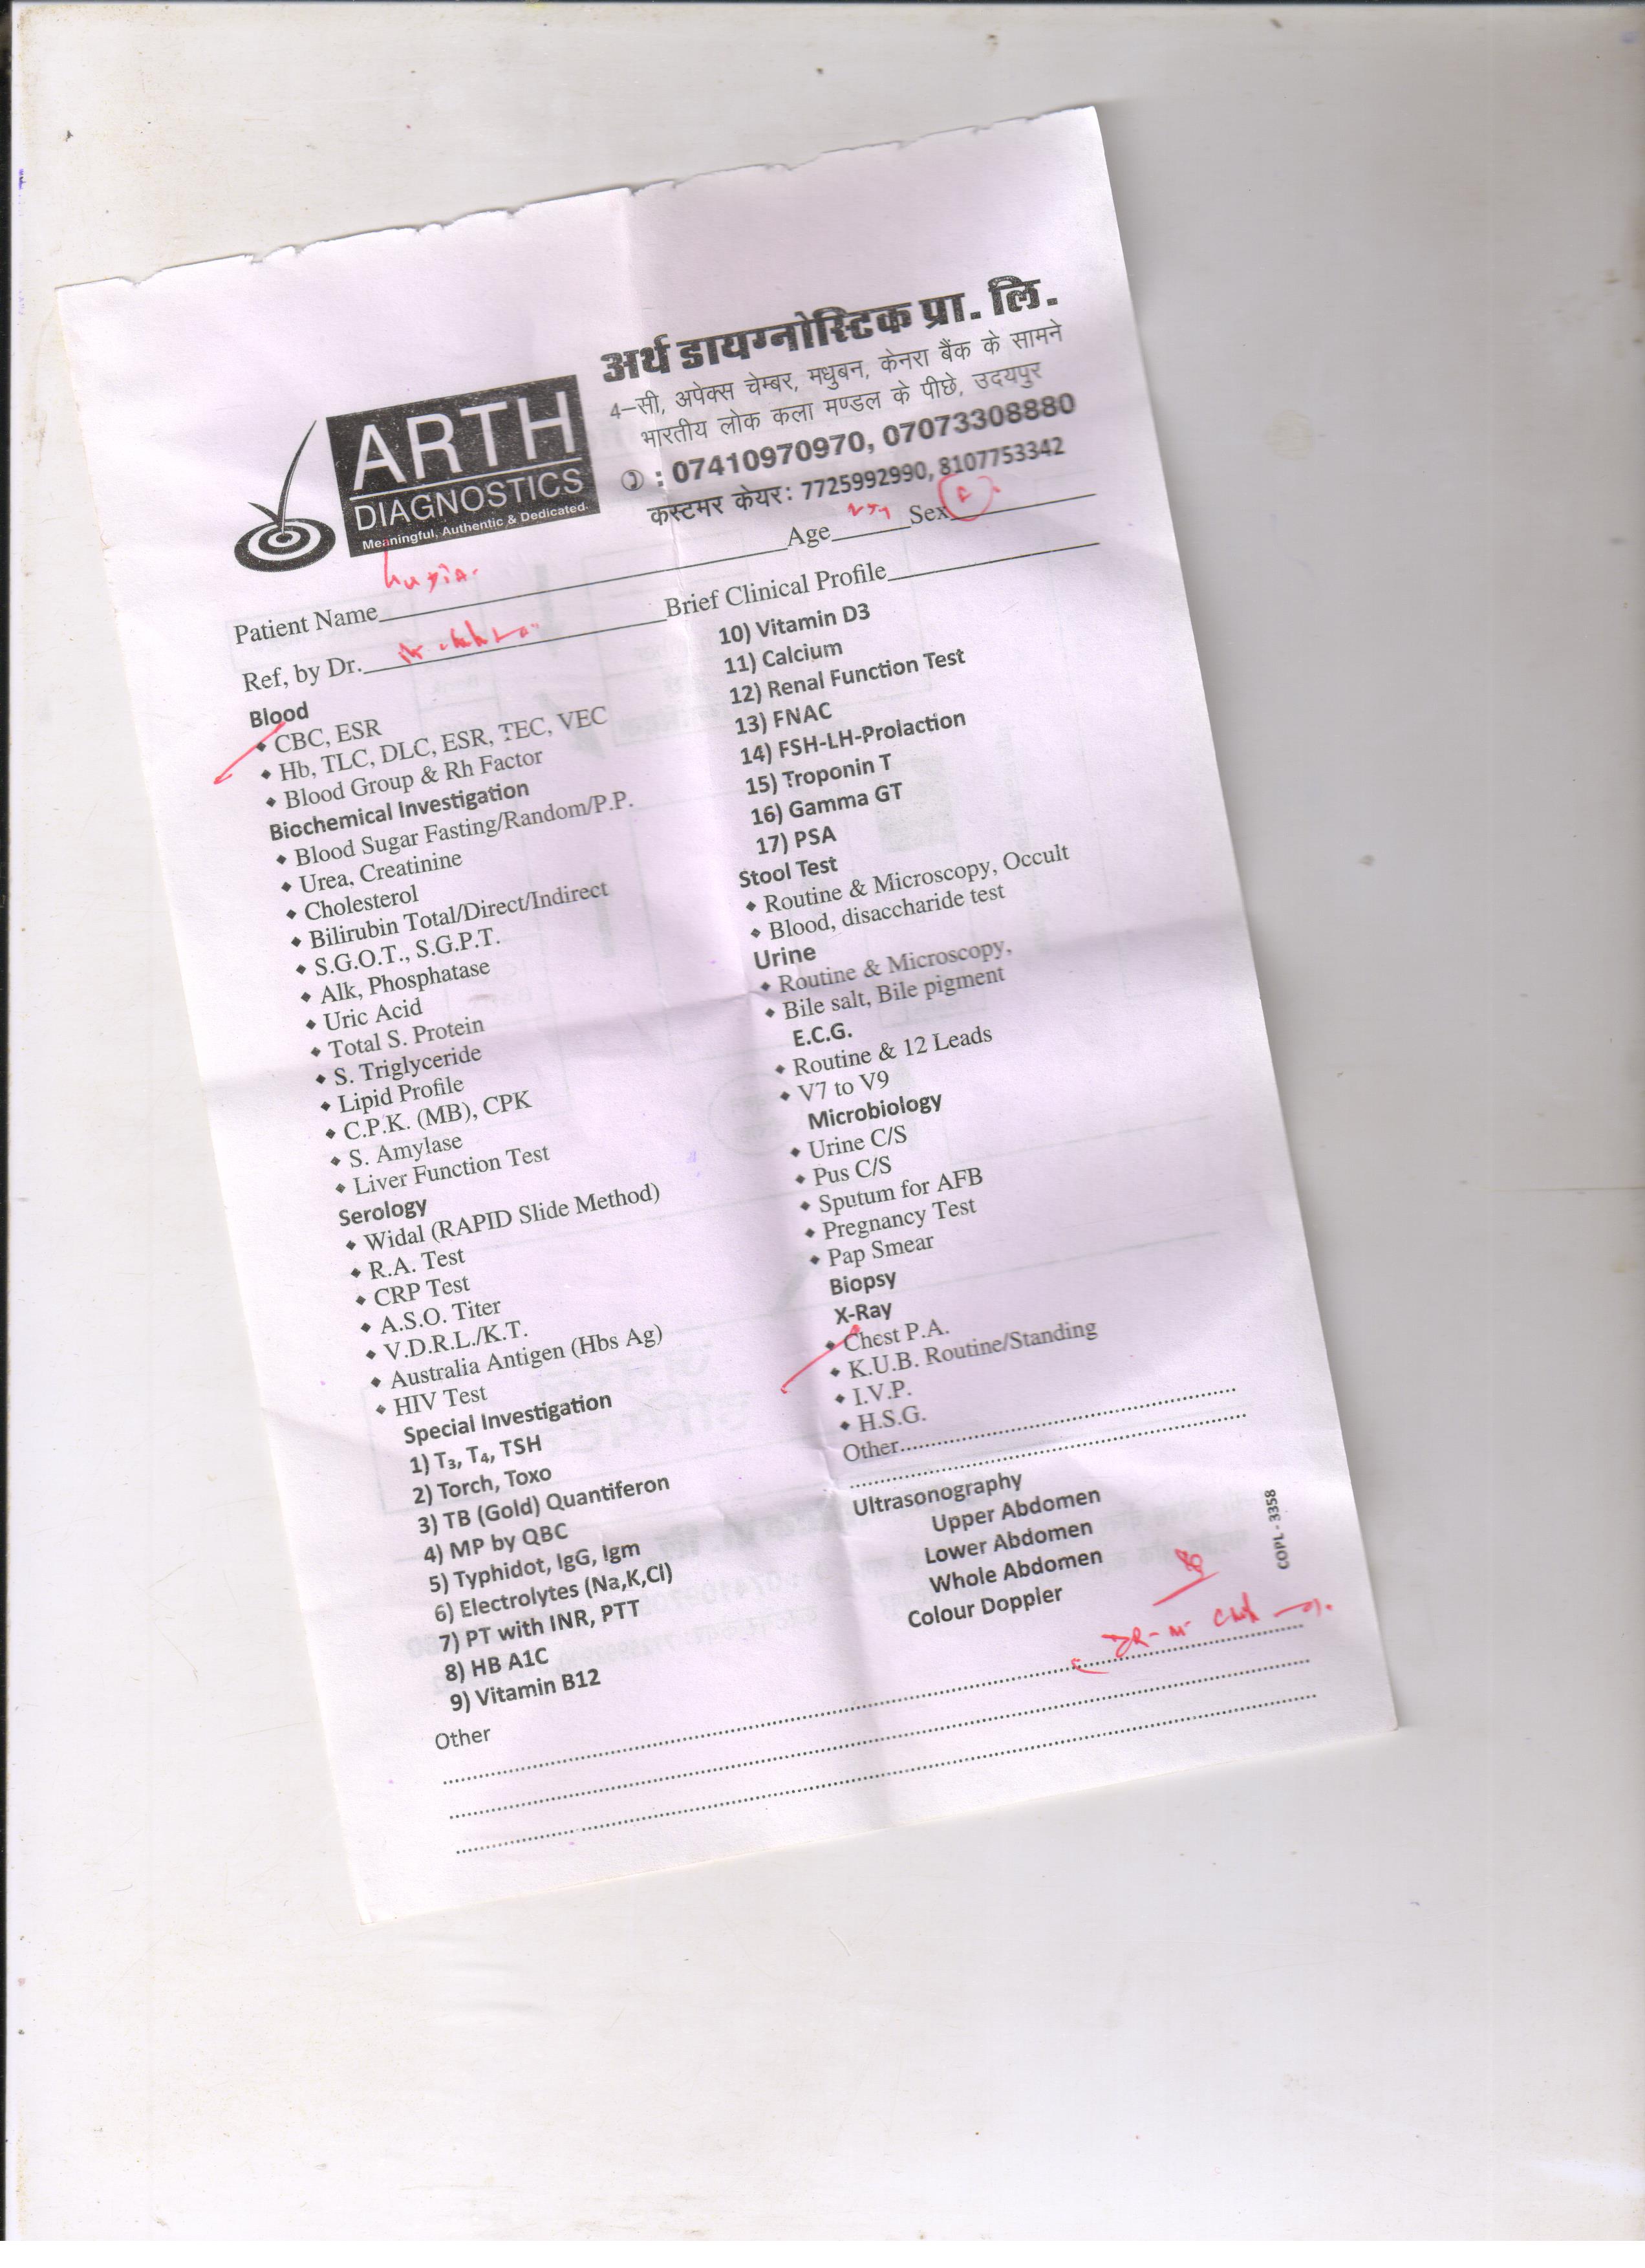 अर्थ डायग्नोस्टिक प्रा. लि.
4–सी, अपेक्स चेम्बर, मधुबन, केनरा बैंक के सामने
भारतीय लोक कला मण्डल के पीछे, उदयपुर
: 07410970970, 07073308880
कस्टमर केयर: 7725992990, 8107753342
ARTH
DIAGNOSTICS
Meaningful, Authentic & Dedicated.
Patient Name Age Sex F
Ref, by Dr. Brief Clinical Profile
Blood
CBC, ESR
Hb, TLC, DLC, ESR, TEC, VEC
Blood Group & Rh Factor
Biochemical Investigation
Blood Sugar Fasting/Random/P.P.
Urea, Creatinine
Cholesterol
Bilirubin Total/Direct/Indirect
S.G.O.T., S.G.P.T.
Alk, Phosphatase
Uric Acid
Total S. Protein
S. Triglyceride
Lipid Profile
C.P.K. (MB), CPK
S. Amylase
Liver Function Test
Serology
Widal (RAPID Slide Method)
R.A. Test
CRP Test
A.S.O. Titer
V.D.R.L./K.T.
Australia Antigen (Hbs Ag)
HIV Test
Special Investigation
1) T3, T4, TSH
2) Torch, Toxo
3) TB (Gold) Quantiferon
4) MP by QBC
5) Typhidot, IgG, Igm
6) Electrolytes (Na,K,Cl)
7) PT with INR, PTT
8) HB A1C
9) Vitamin B12
Other
10) Vitamin D3
11) Calcium
12) Renal Function Test
13) FNAC
14) FSH-LH-Prolaction
15) Troponin T
16) Gamma GT
17) PSA
Stool Test
Routine & Microscopy, Occult
Blood, disaccharide test
Urine
Routine & Microscopy,
Bile salt, Bile pigment
E.C.G.
Routine & 12 Leads
V7 to V9
Microbiology
Urine C/S
Pus C/S
Sputum for AFB
Pregnancy Test
Pap Smear
Biopsy
X-Ray
Chest P.A.
K.U.B. Routine/Standing
I.V.P.
H.S.G.
Other
Ultrasonography
Upper Abdomen
Lower Abdomen
Whole Abdomen
Colour Doppler
COPL - 3358